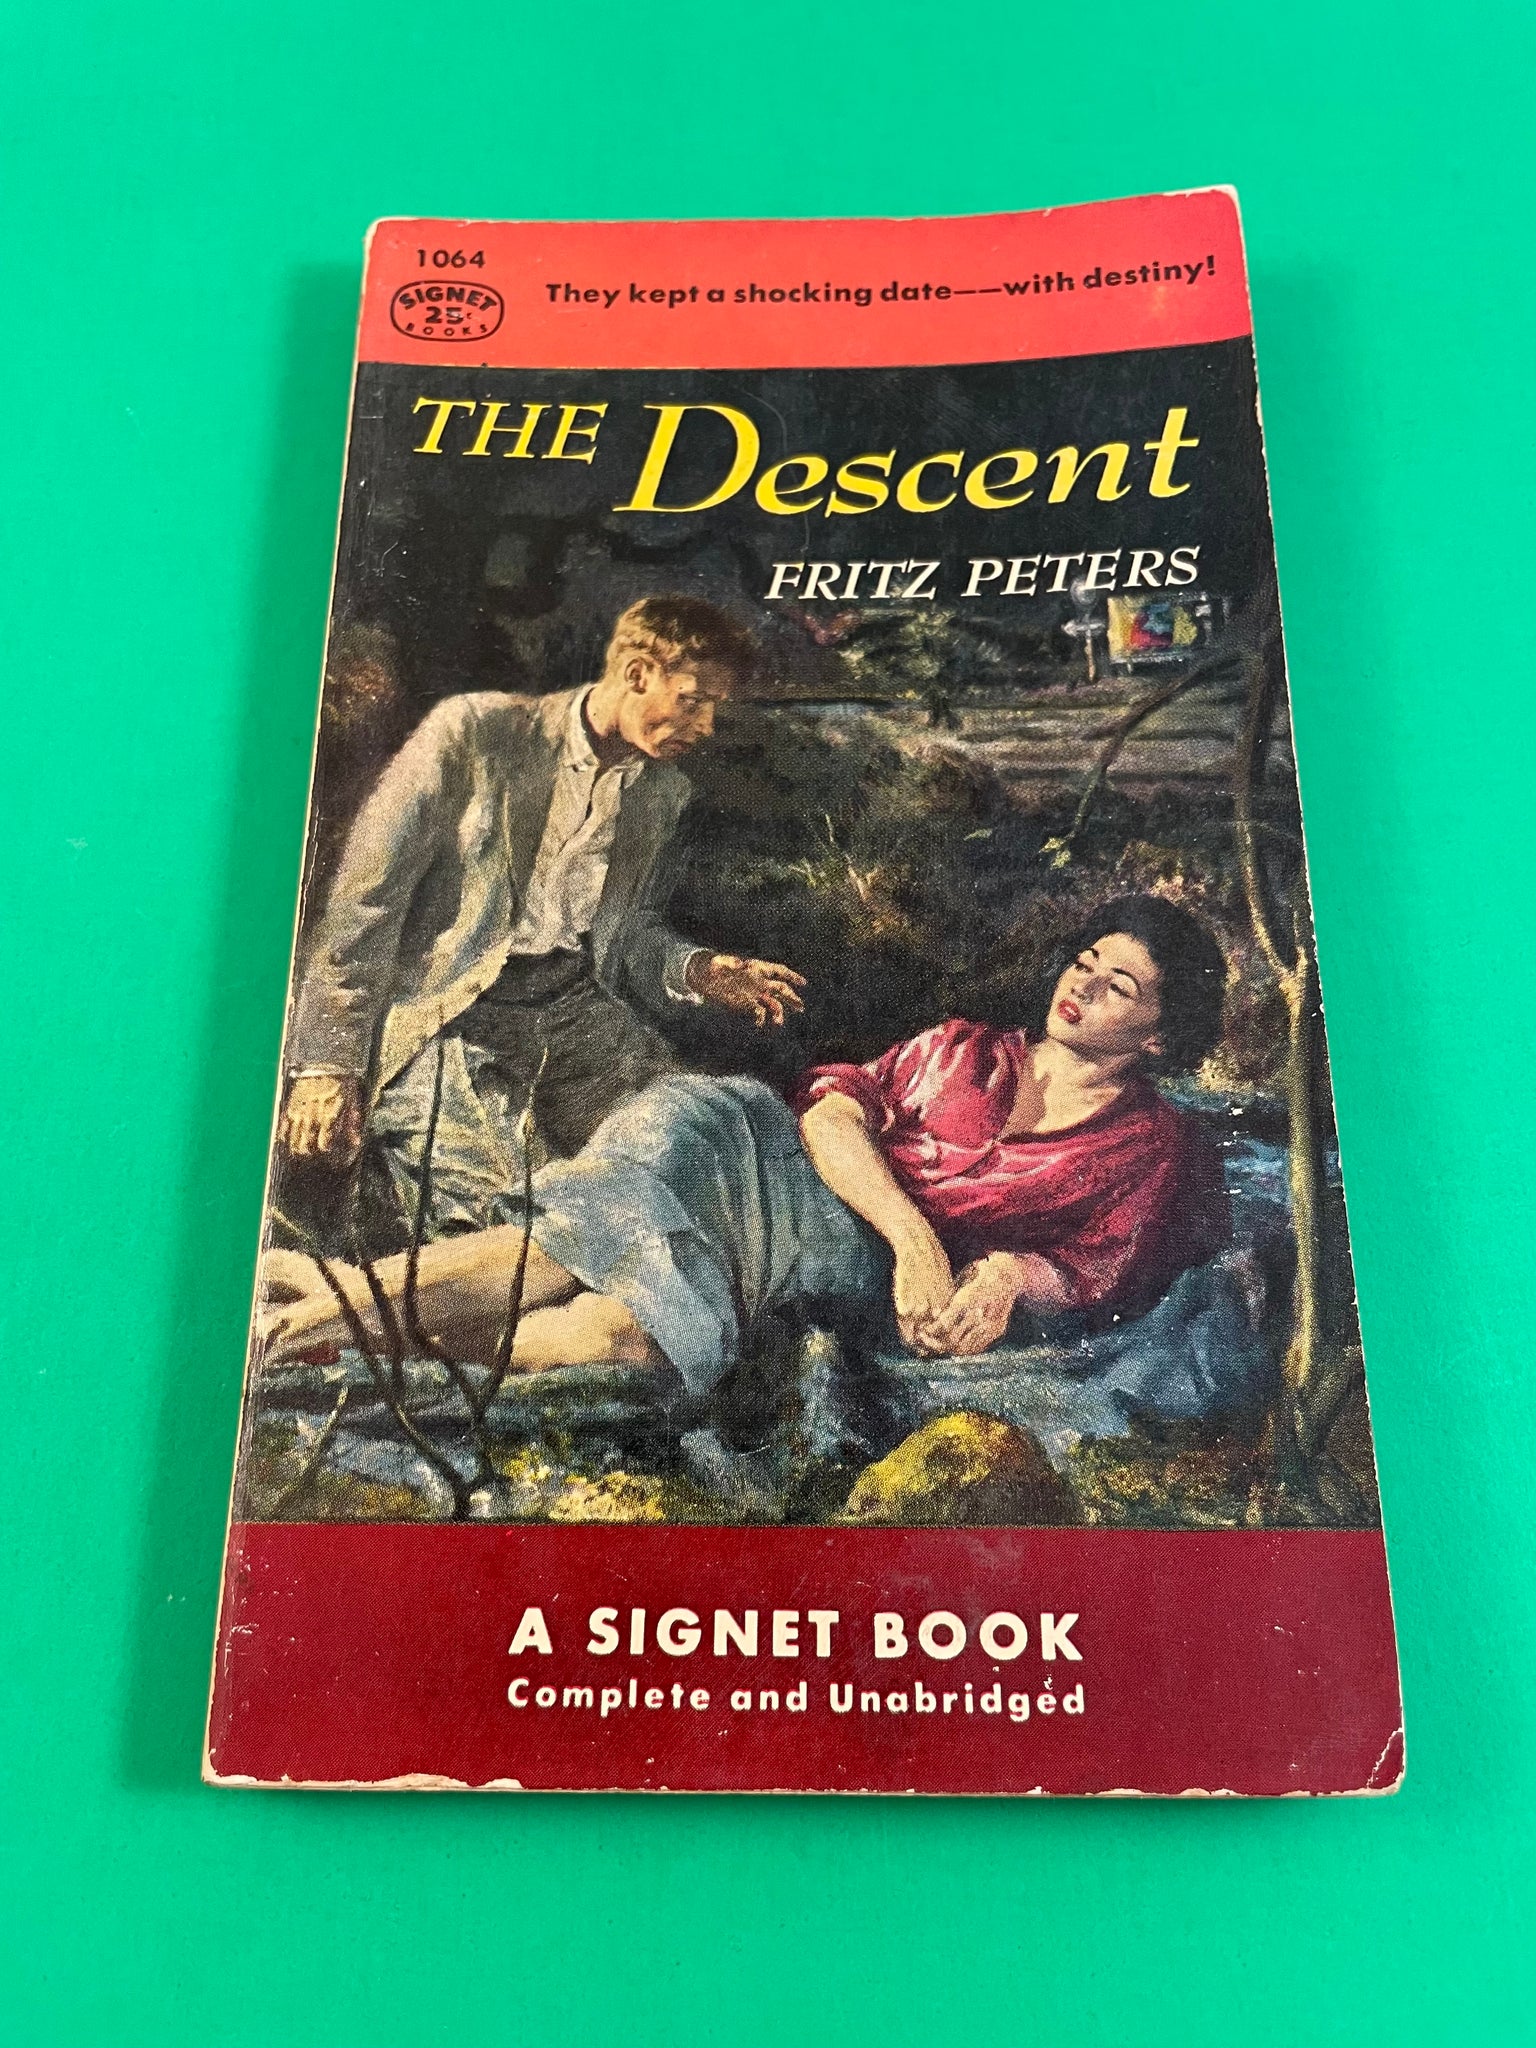 1064
SIGNET
25¢
BOOKS
They kept a shocking date——with destiny!
THE Descent
FRITZ PETERS
A SIGNET BOOK
Complete and Unabridged